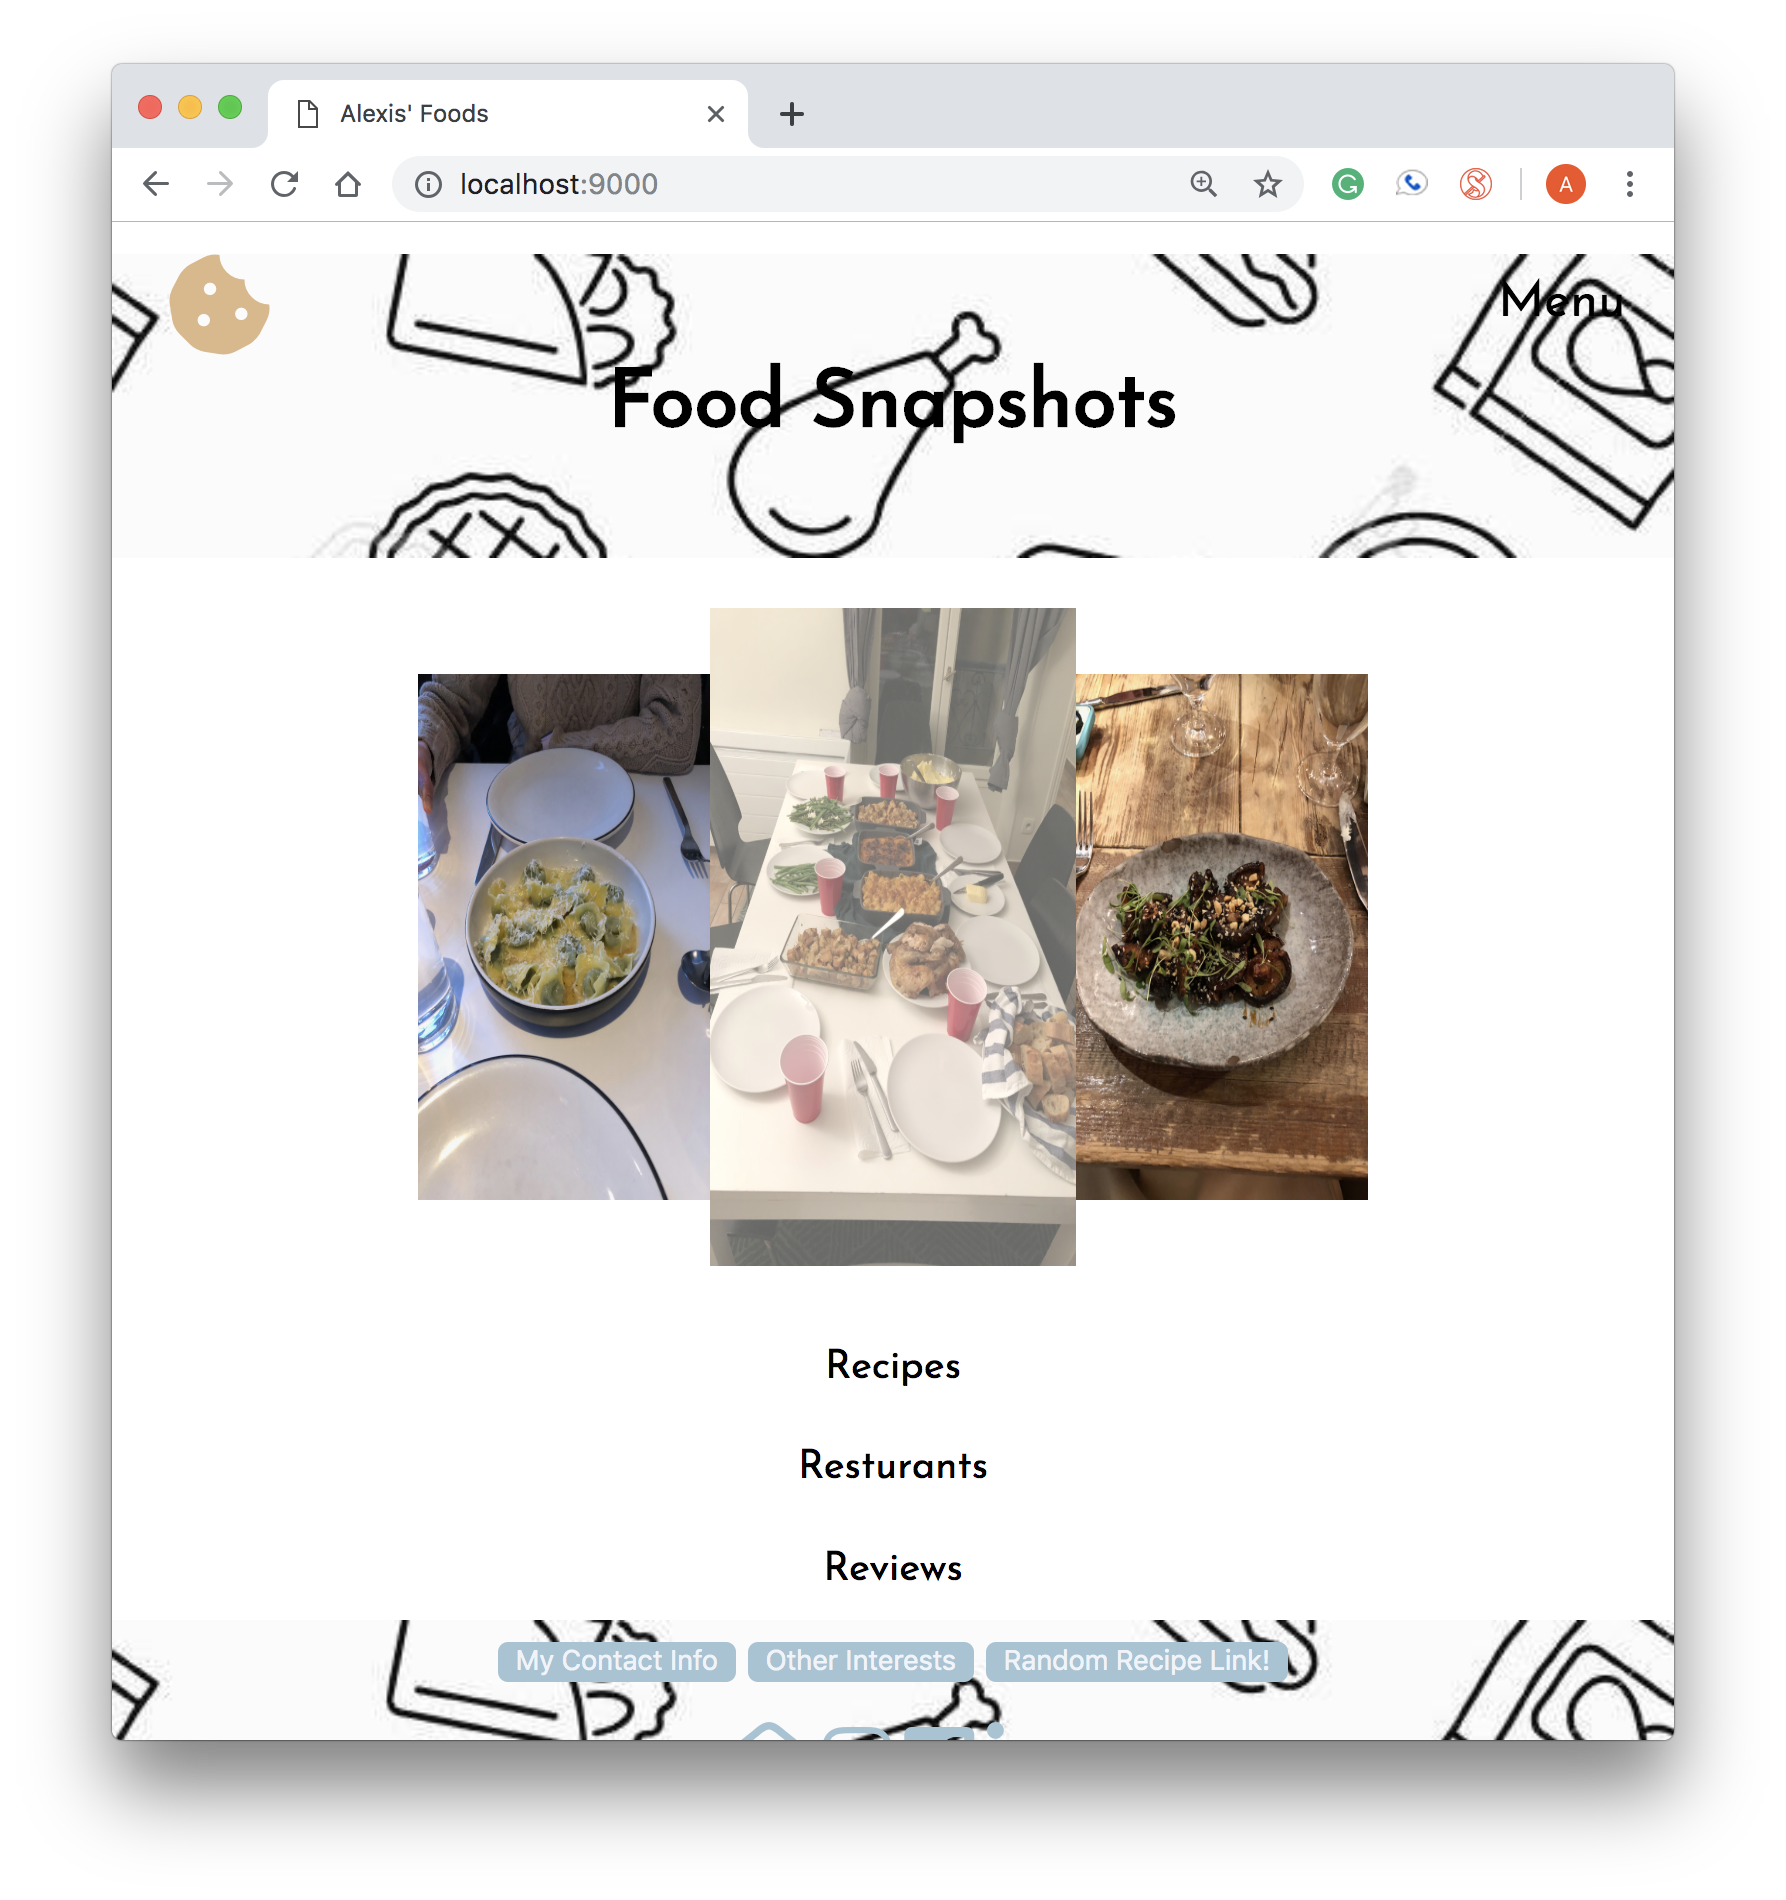 Alexis' Foods
localhost:9000
A
Menu
Food Snapshots
Recipes
Resturants
Reviews
My Contact Info Other Interests Random Recipe Link!